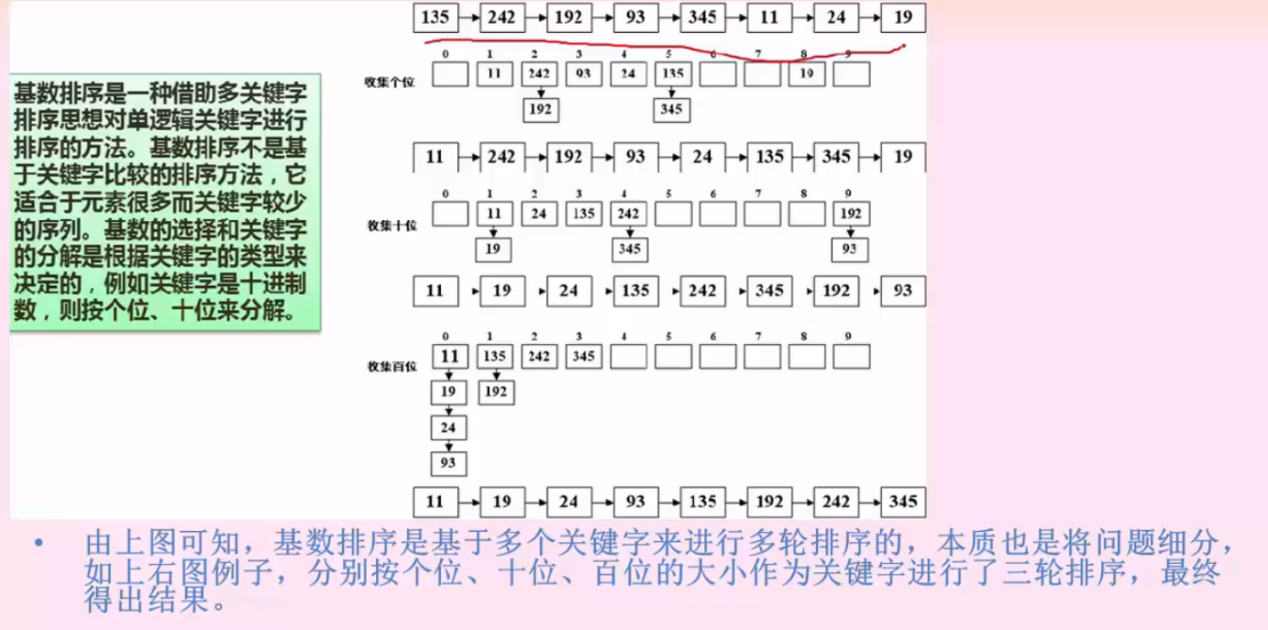 135 242 192 93 345 11 24 19
0 1 2 3 4 5 6 7 8 9
收集个位 11 242 93 24 135 19
192 345
11 242 192 93 24 135 345 19
0 1 2 3 4 5 6 7 8 9
收集十位 11 24 135 242 192
19 345 93
11 19 24 135 242 345 192 93
0 1 2 3 4 5 6 7 8 9
收集百位 11 135 242 345
19 192
24
93
11 19 24 93 135 192 242 345
基数排序是一种借助多关键字
排序思想对单逻辑关键字进行
排序的方法。基数排序不是基
于关键字比较的排序方法，它
适合于元素很多而关键字较少
的序列。基数的选择和关键字
的分解是根据关键字的类型来
决定的，例如关键字是十进制
数，则按个位、十位来分解。
• 由上图可知，基数排序是基于多个关键字来进行多轮排序的，本质也是将问题细分，
如上右图例子，分别按个位、十位、百位的大小作为关键字进行了三轮排序，最终
得出结果。